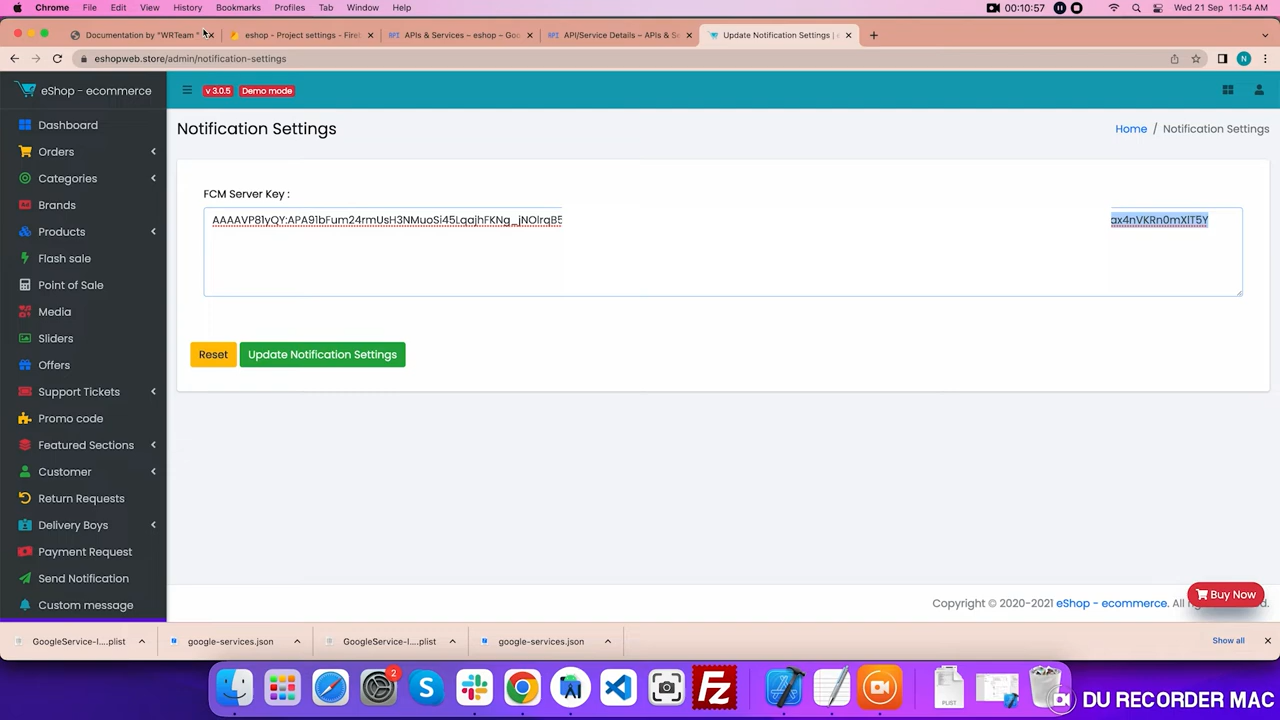 Chrome File Edit View History Bookmarks Profiles Tab Window Help 00:10:57 Wed 21 Sep 11:54 AM
Documentation by "WRTeam " eshop - Project settings - Fireb APIs & Services – eshop – Goo API/Service Details – APIs & S Update Notification Settings | e
eshopweb.store/admin/notification-settings N
eShop - ecommerce v 3.0.5 Demo mode
Notification Settings
Home / Notification Settings
Dashboard
Orders
Categories
Brands
Products
Flash sale
Point of Sale
Media
Sliders
Offers
Support Tickets
Promo code
Featured Sections
Customer
Return Requests
Delivery Boys
Payment Request
Send Notification
Custom message
FCM Server Key :
Reset Update Notification Settings
Buy Now
Copyright © 2020-2021 eShop - ecommerce. All
GoogleService-I....plist google-services.json GoogleService-I....plist google-services.json Show all
2
PLIST
DU RECORDER MAC